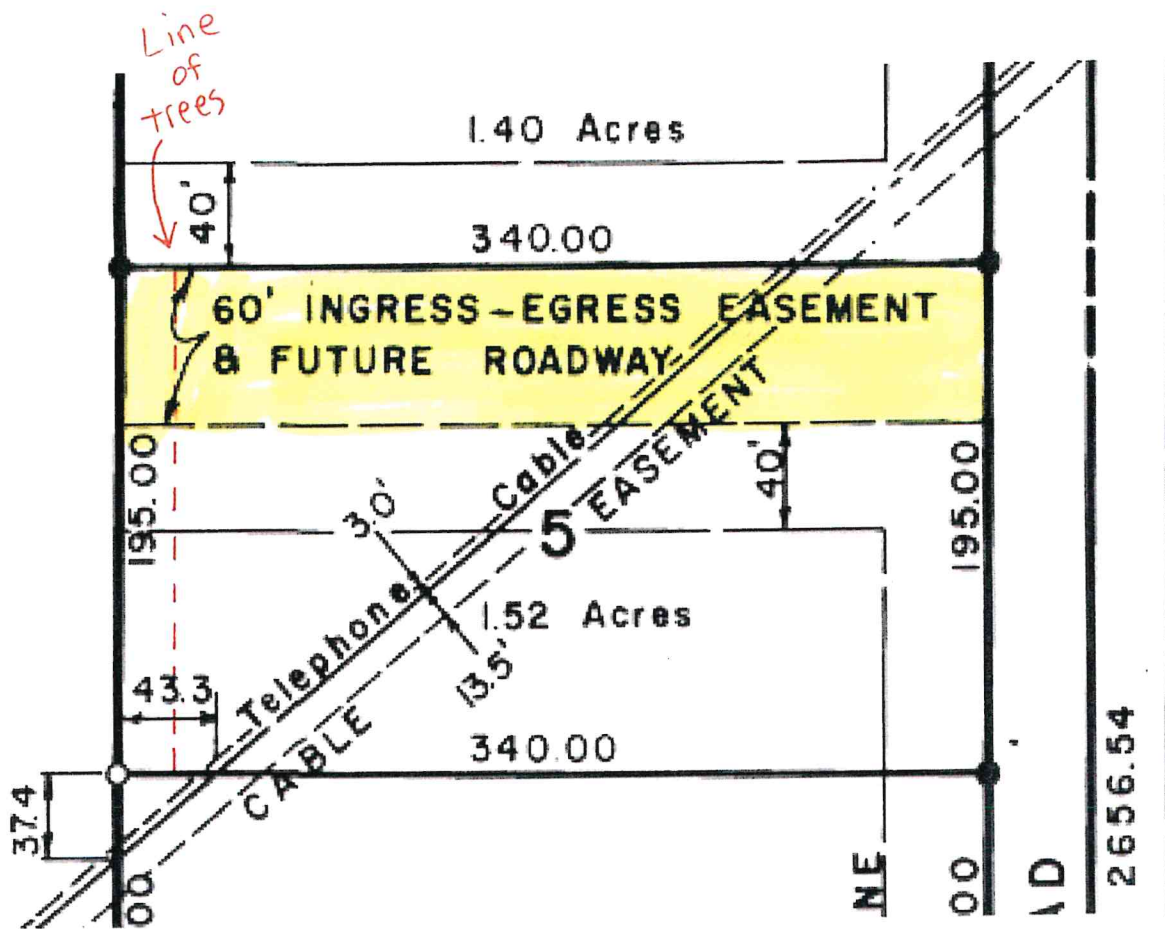 Line
of
trees
1.40 Acres
40'
340.00
60' INGRESS-EGRESS EASEMENT
& FUTURE ROADWAY
195.00
Telephone Cable
3.0'
5
CABLE EASEMENT
40'
195.00
1.52 Acres
13.5'
43.3
340.00
37.4
00
NE
00
AD
2656.54